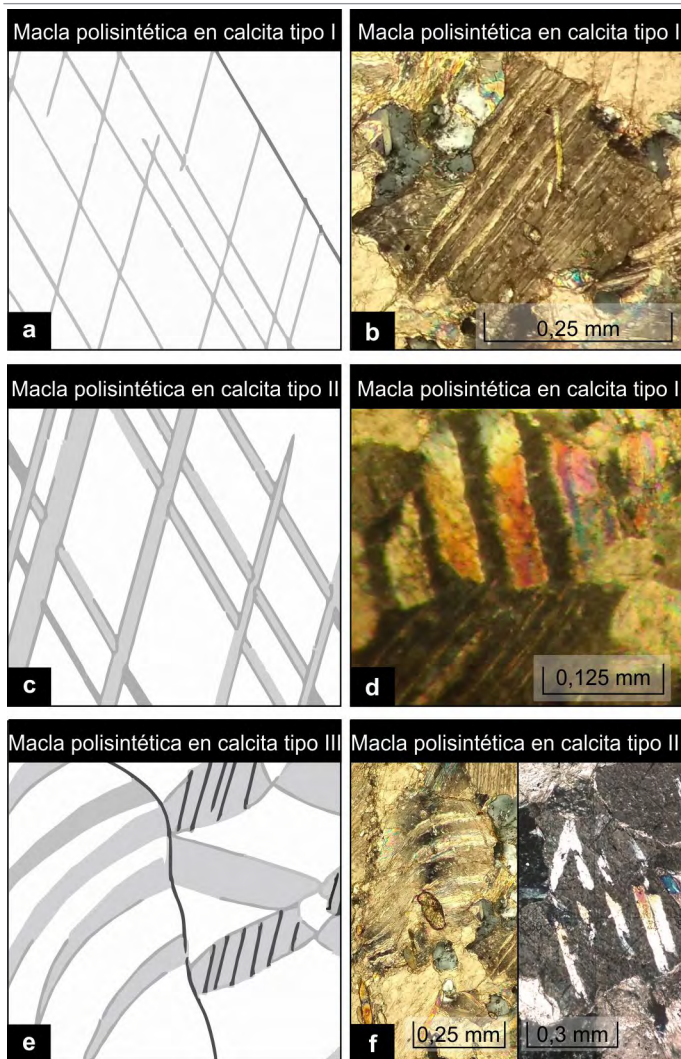 Macla polisintética en calcita tipo I
Macla polisintética en calcita tipo I
a
b
0,25 mm
Macla polisintética en calcita tipo II
Macla polisintética en calcita tipo I
c
d
0,125 mm
Macla polisintética en calcita tipo III
Macla polisintética en calcita tipo II
e
f
0,25 mm
0,3 mm